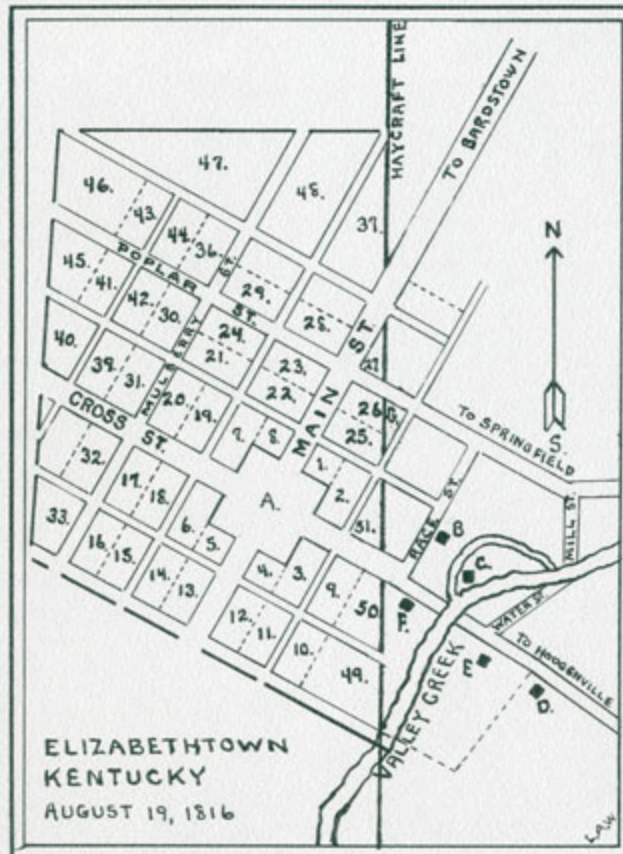 HAYCRAFT LINE
TO BARDSTOWN
47.
48.
46.
43.
44.
36.
ST.
37.
N
S.
POPLAR ST.
45.
41.
42.
30.
29.
28.
MULBERRY
24.
21.
23.
22.
MAIN ST.
27
40.
39.
31.
20.
19.
7.
8.
26
25.
TO SPRINGFIELD
CROSS ST.
32.
17.
18.
A.
1.
2.
51.
RACE ST.
B
MILL ST.
33.
16.
15.
6.
5.
C.
14.
13.
4.
3.
9.
50.
F.
WATER ST.
TO HODGENVILLE
12.
11.
10.
49.
E
D.
VALLEY CREEK
ELIZABETHTOWN
KENTUCKY
AUGUST 19, 1816